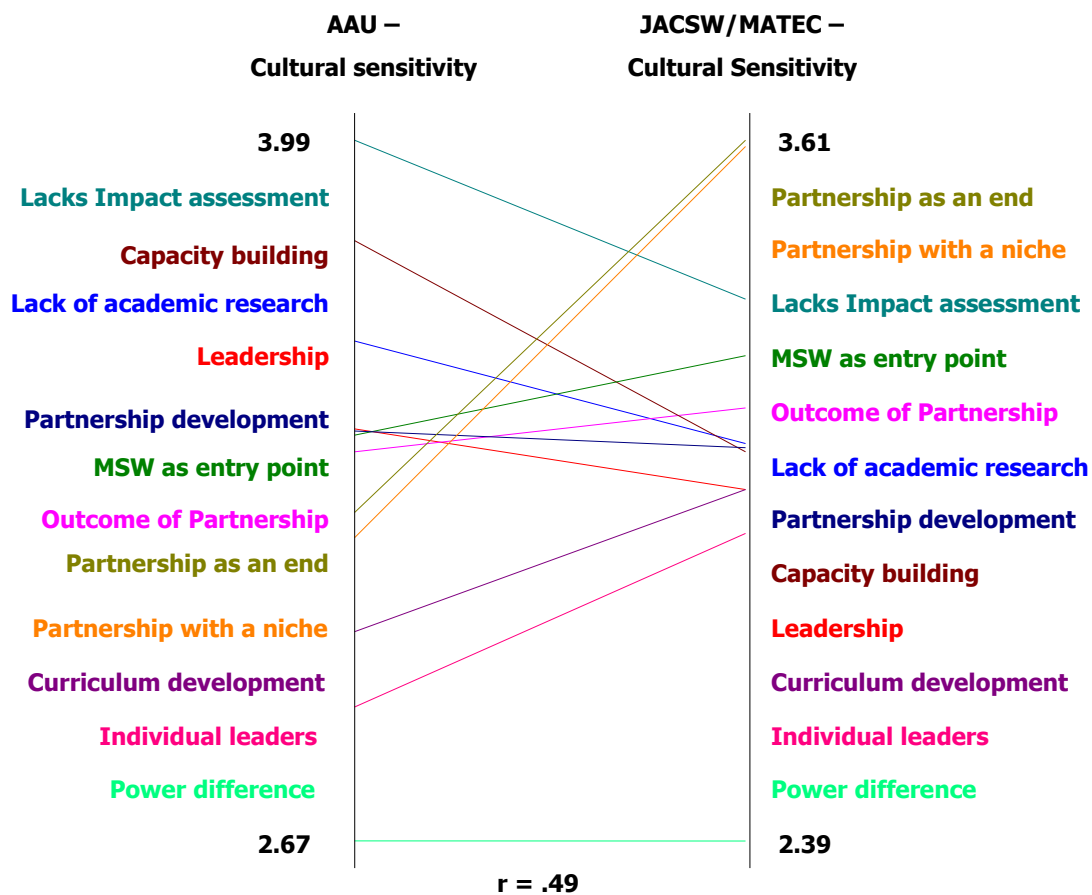 AAU –
Cultural sensitivity
JACSW/MATEC –
Cultural Sensitivity
3.99
Lacks Impact assessment
Capacity building
Lack of academic research
Leadership
Partnership development
MSW as entry point
Outcome of Partnership
Partnership as an end
Partnership with a niche
Curriculum development
Individual leaders
Power difference
2.67
3.61
Partnership as an end
Partnership with a niche
Lacks Impact assessment
MSW as entry point
Outcome of Partnership
Lack of academic research
Partnership development
Capacity building
Leadership
Curriculum development
Individual leaders
Power difference
2.39
r = .49